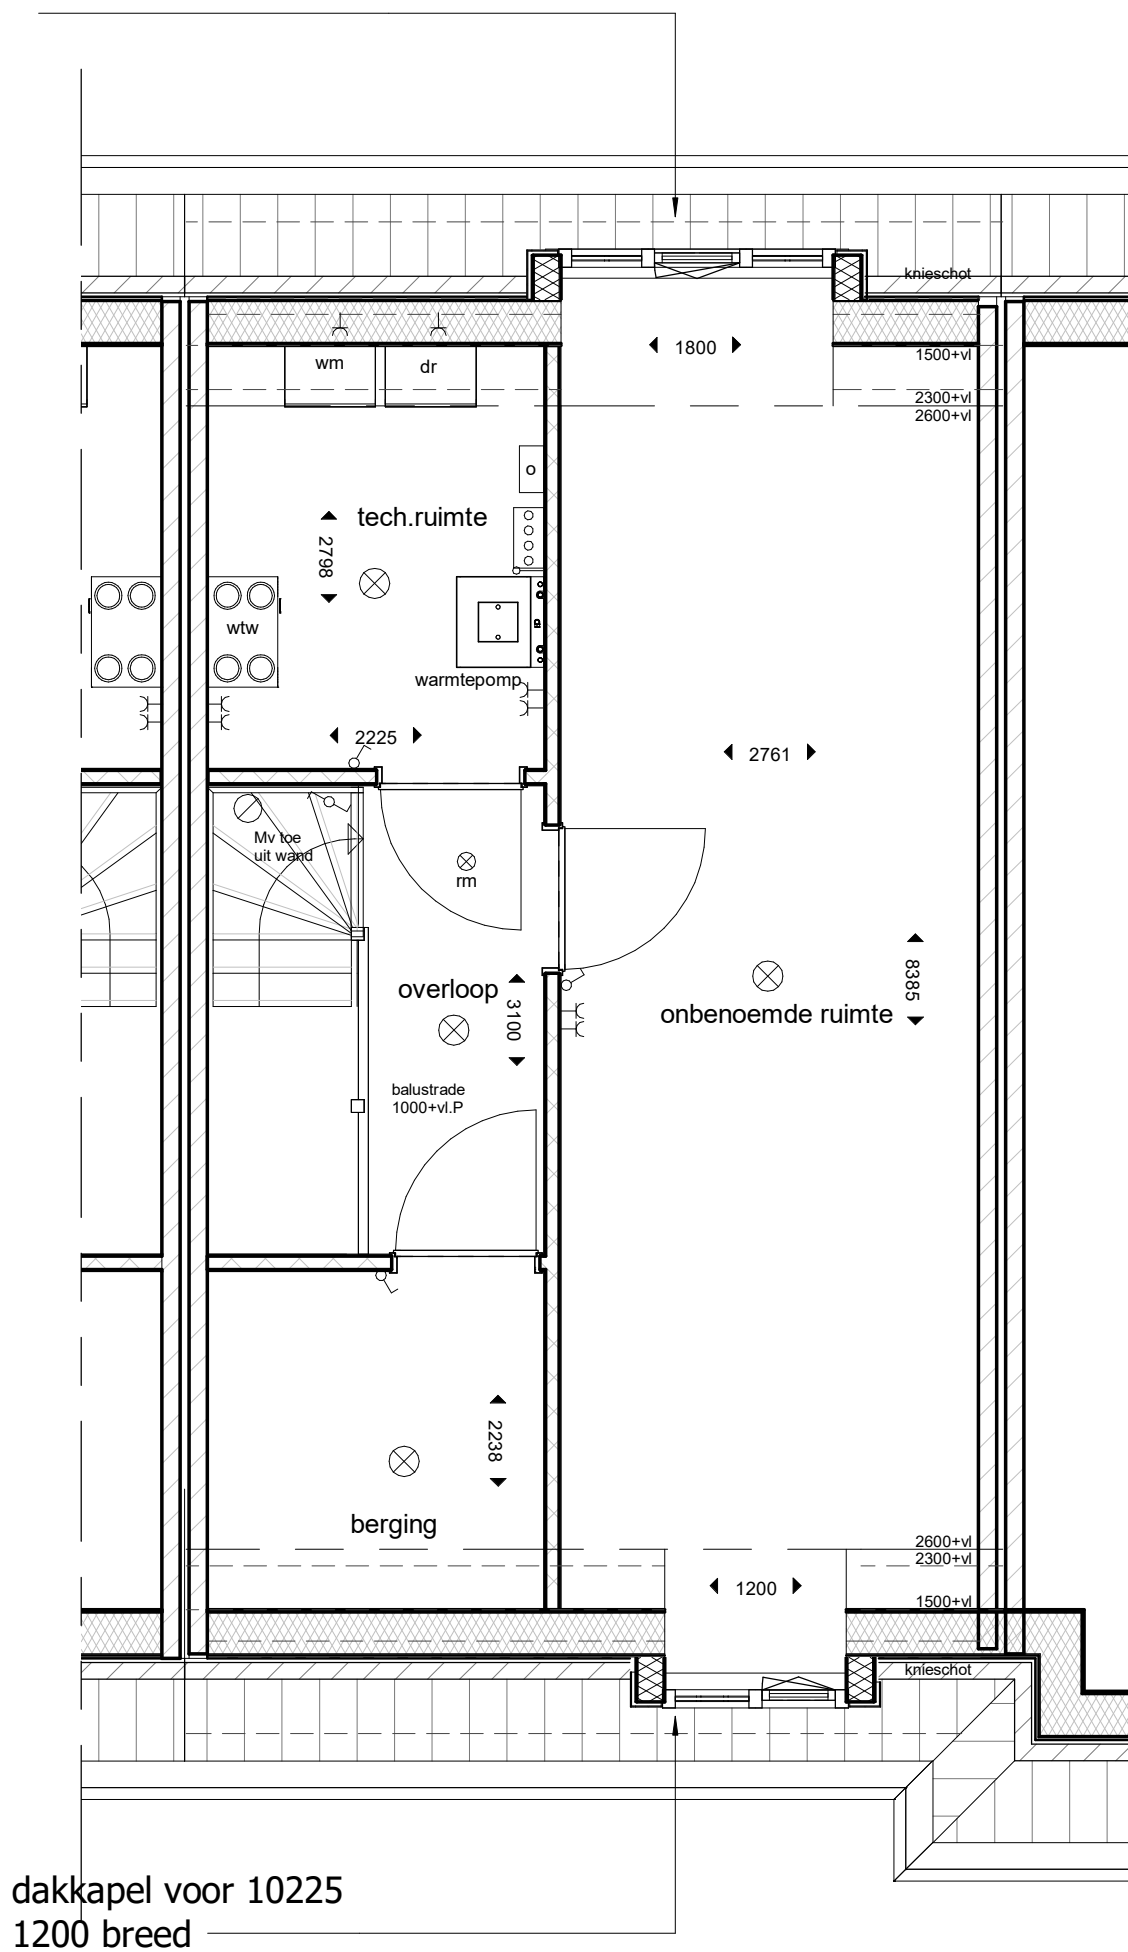 knieschot
1800
1500+vl
2300+vl
2600+vl
wm
dr
o
tech.ruimte
2798
wtw
warmtepomp
2225
2761
Mv toe
uit wand
rm
overloop
3100
8385
onbenoemde ruimte
balustrade
1000+vl.P
2238
berging
2600+vl
2300+vl
1200
1500+vl
knieschot
dakkapel voor 10225
1200 breed